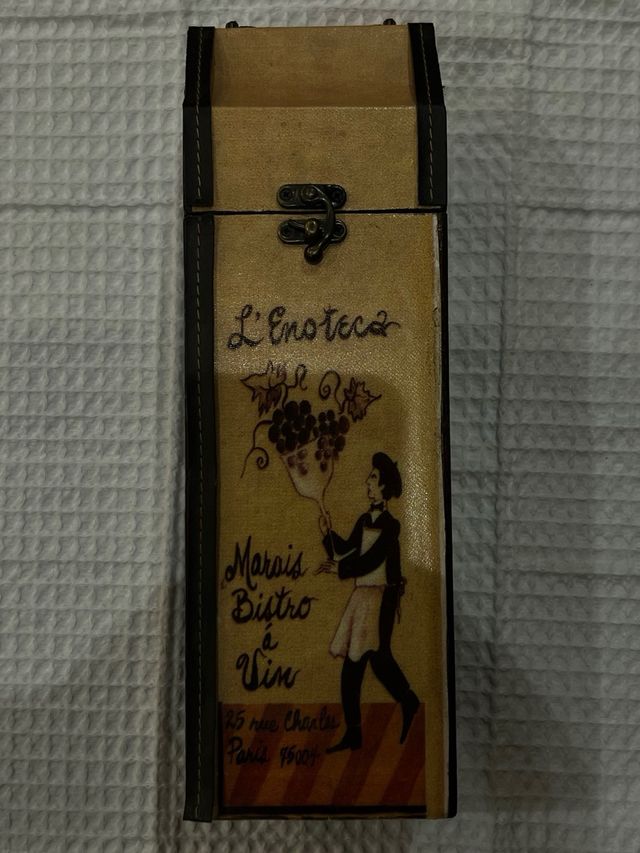 L'Enoteca
Marais
Bistro
á
Vin
25 rue Charles
Paris 75004